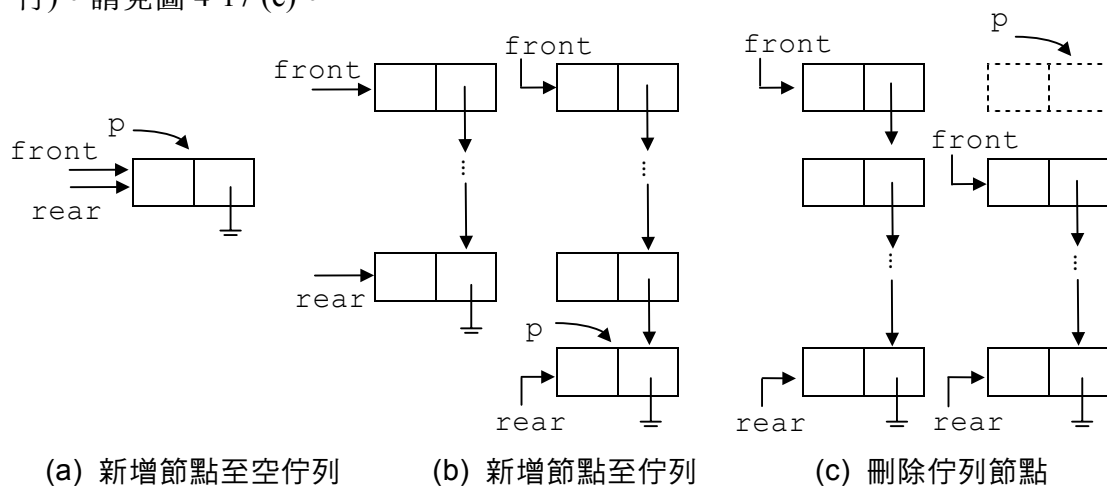 行)。請見圖 4-17 (c)。
p
front
rear
front
⋮
rear
front
⋮
p
rear
front
⋮
rear
p
front
⋮
rear
(a) 新增節點至空佇列
(b) 新增節點至佇列
(c) 刪除佇列節點